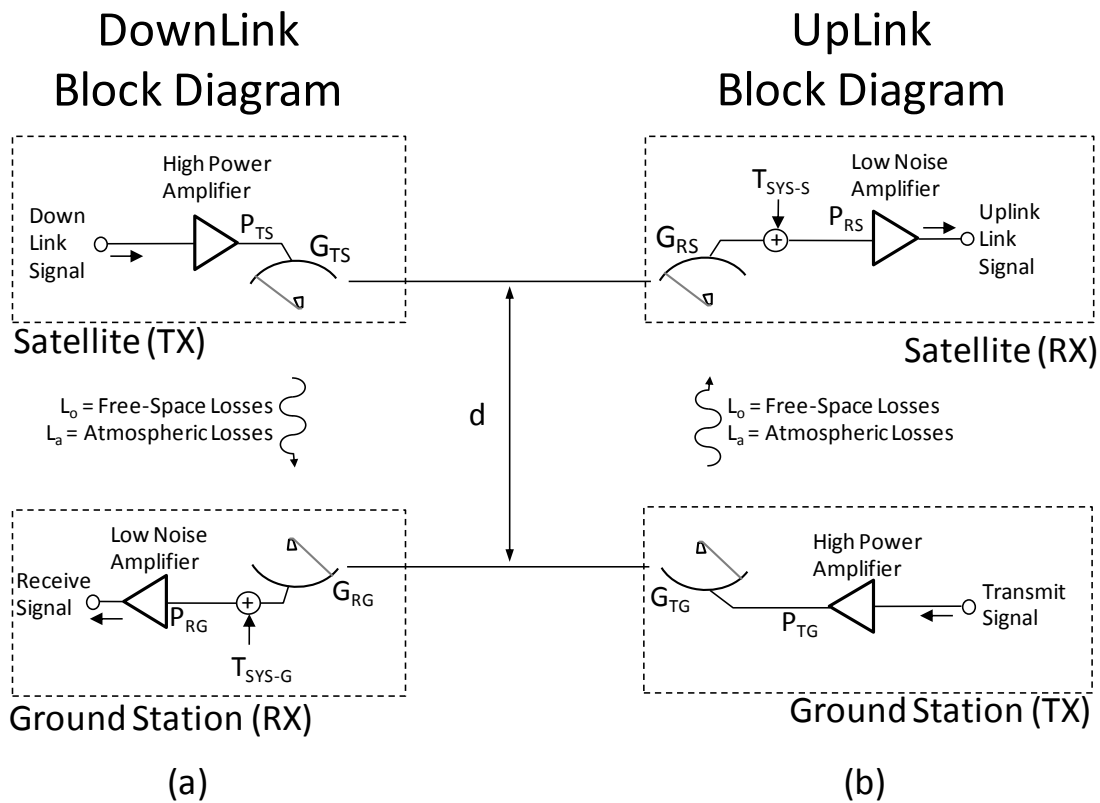 DownLink
Block Diagram
High Power
Amplifier
Down
Link
Signal
P_TS
G_TS
Satellite (TX)
L_o = Free-Space Losses
L_a = Atmospheric Losses
Low Noise
Amplifier
Receive
Signal
P_RG
G_RG
T_SYS-G
Ground Station (RX)
(a)
d
UpLink
Block Diagram
T_SYS-S
Low Noise
Amplifier
G_RS
P_RS
Uplink
Link
Signal
Satellite (RX)
L_o = Free-Space Losses
L_a = Atmospheric Losses
High Power
Amplifier
G_TG
P_TG
Transmit
Signal
Ground Station (TX)
(b)